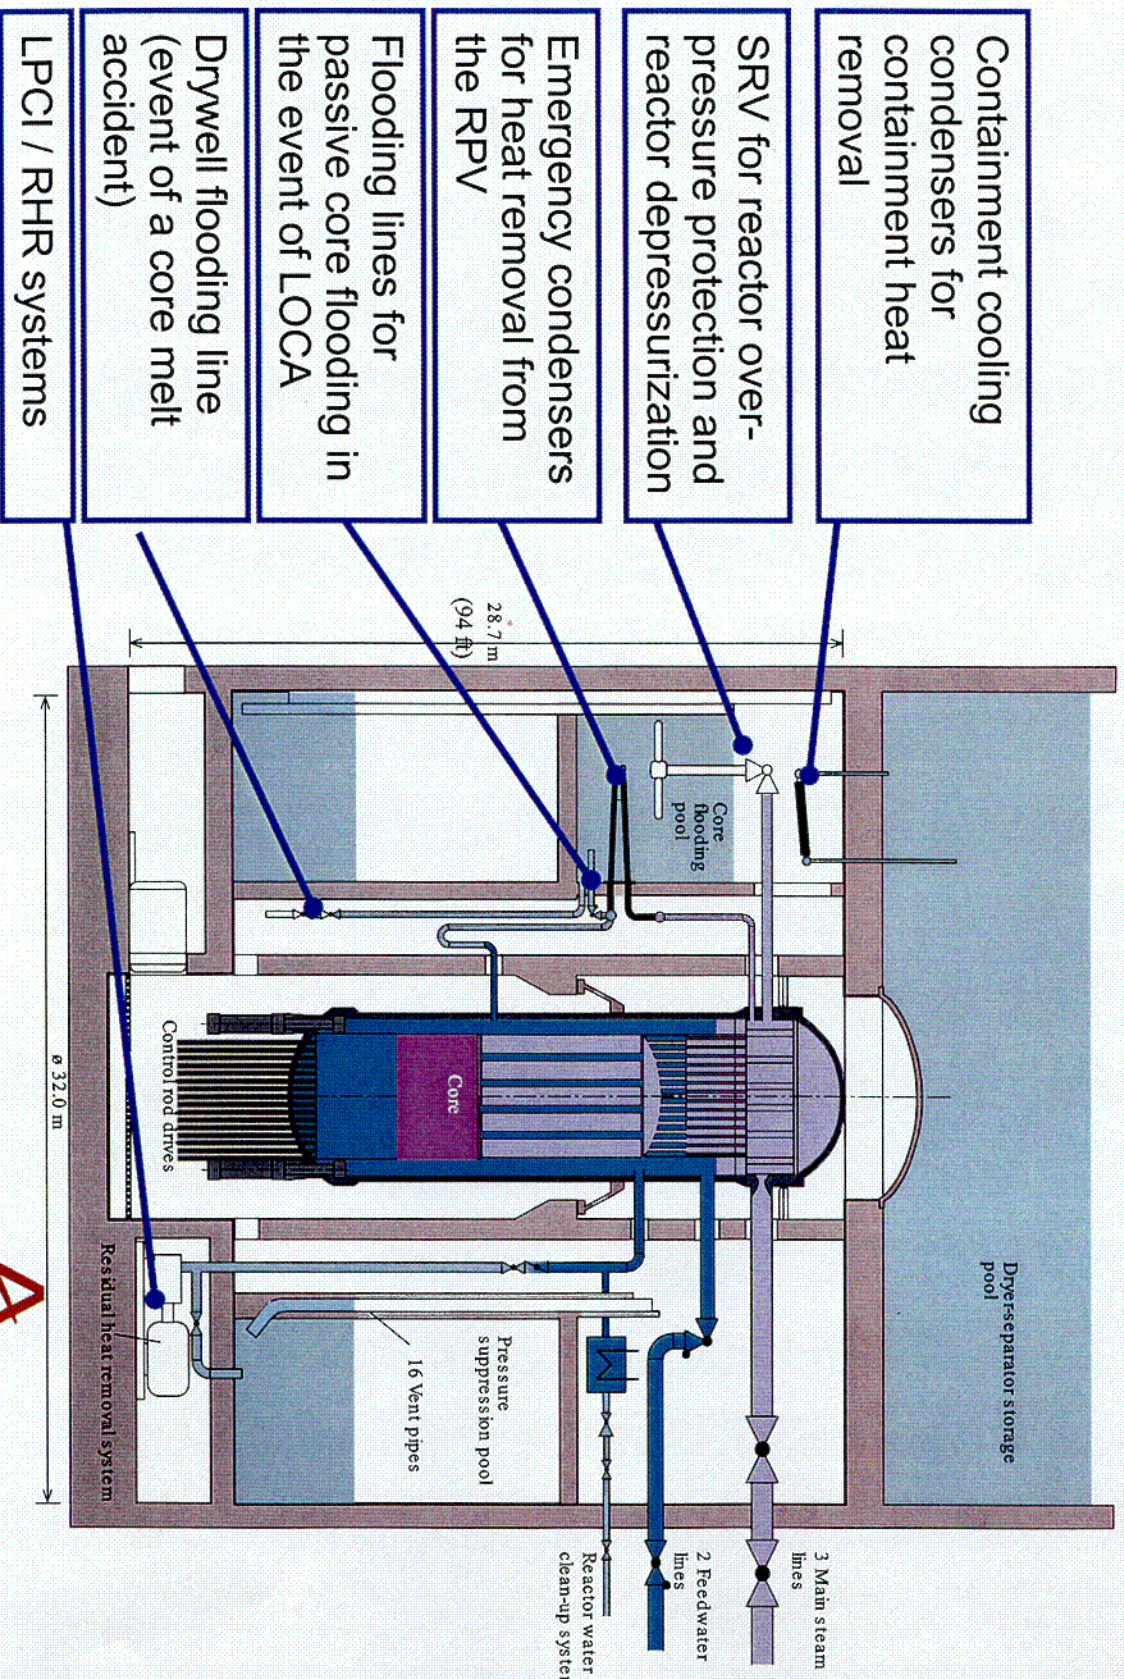 Containment cooling
condensers for
containment heat
removal
SRV for reactor over-
pressure protection and
reactor depressurization
Emergency condensers
for heat removal from
the RPV
Flooding lines for
passive core flooding in
the event of LOCA
Drywell flooding line
(event of a core melt
accident)
LPCI / RHR systems
28.7 m
(94 ft)
Core
flooding
pool
Core
Control rod drives
ø 32.0 m
Dryer-separator storage
pool
3 Main steam
lines
2 Feedwater
lines
Reactor water
clean-up system
Pressure
suppression pool
16 Vent pipes
Residual heat removal system
A